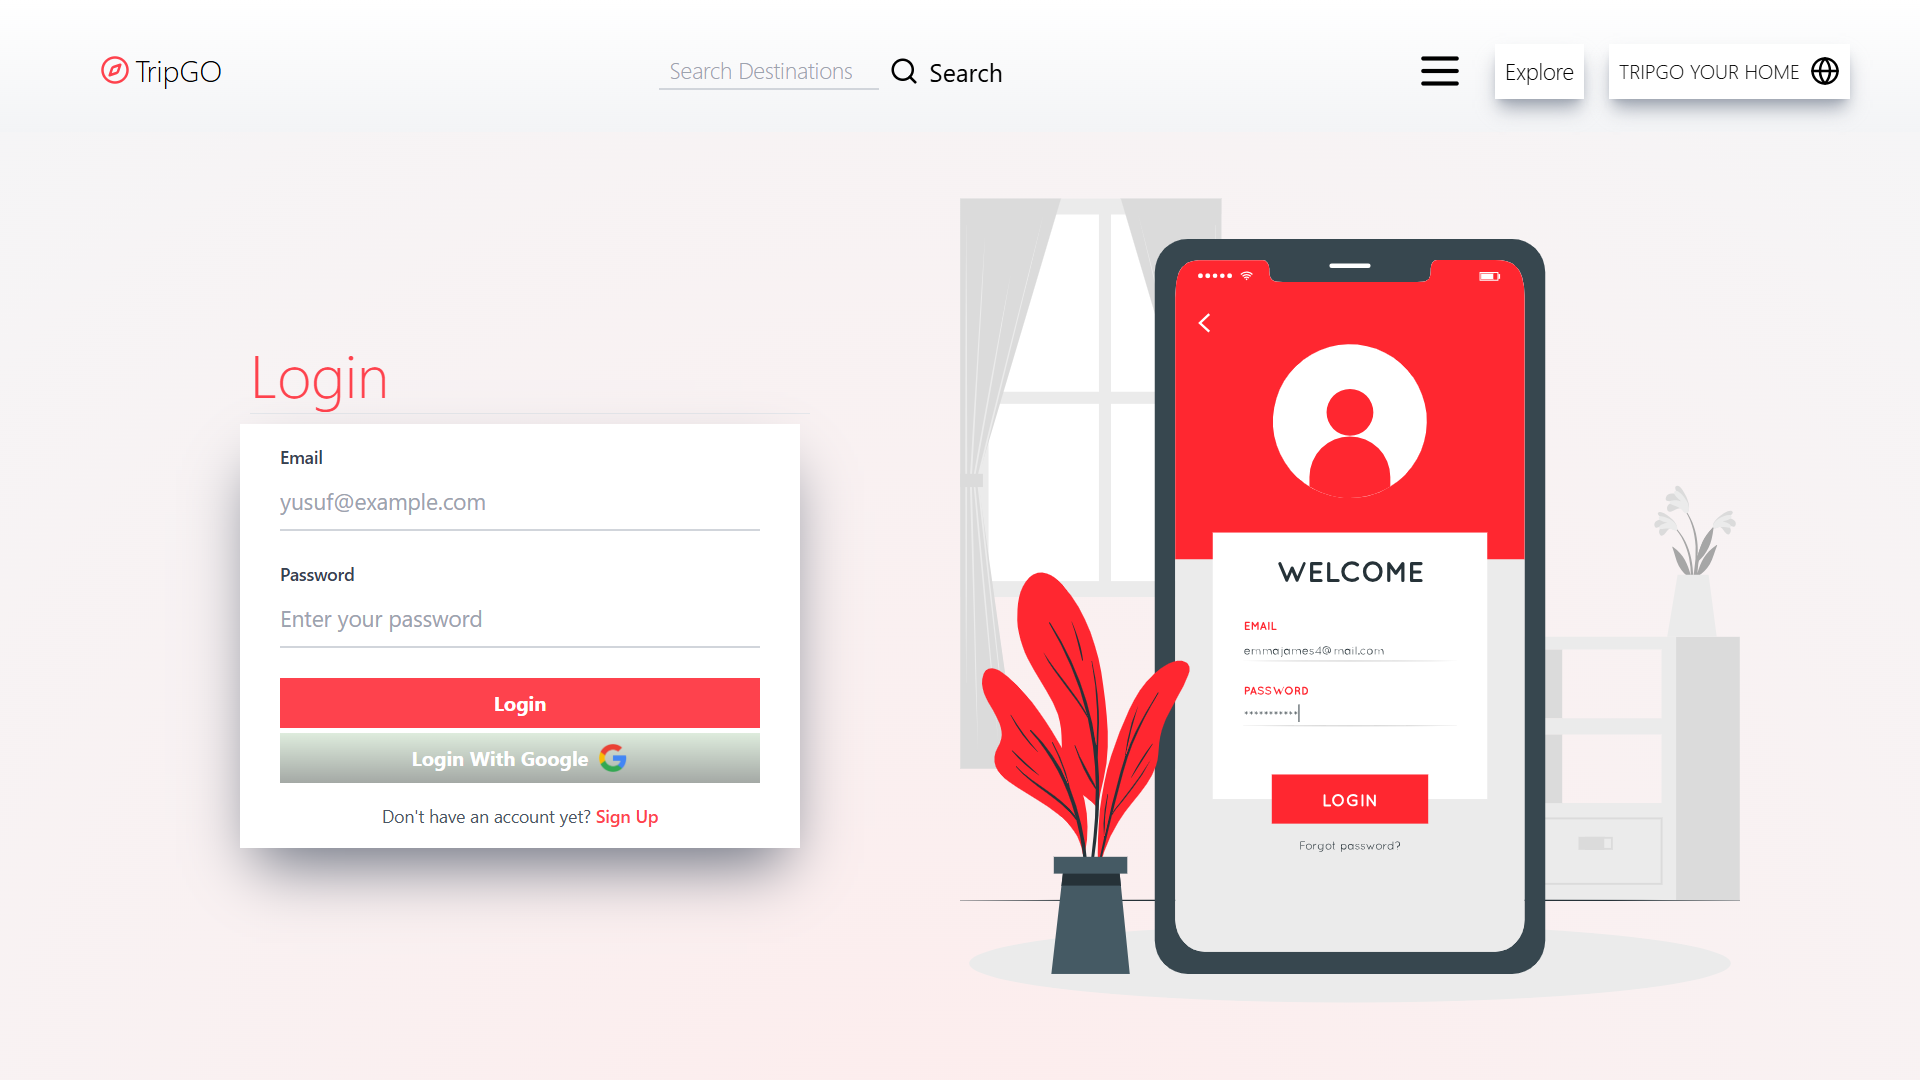 TripGO
Search Destinations
Search
Explore
TRIPGO YOUR HOME
Login
Email
yusuf@example.com
Password
Enter your password
Login
Login With Google
Don't have an account yet? Sign Up
WELCOME
EMAIL
emmajames4@mail.com
PASSWORD
***********
LOGIN
Forgot password?